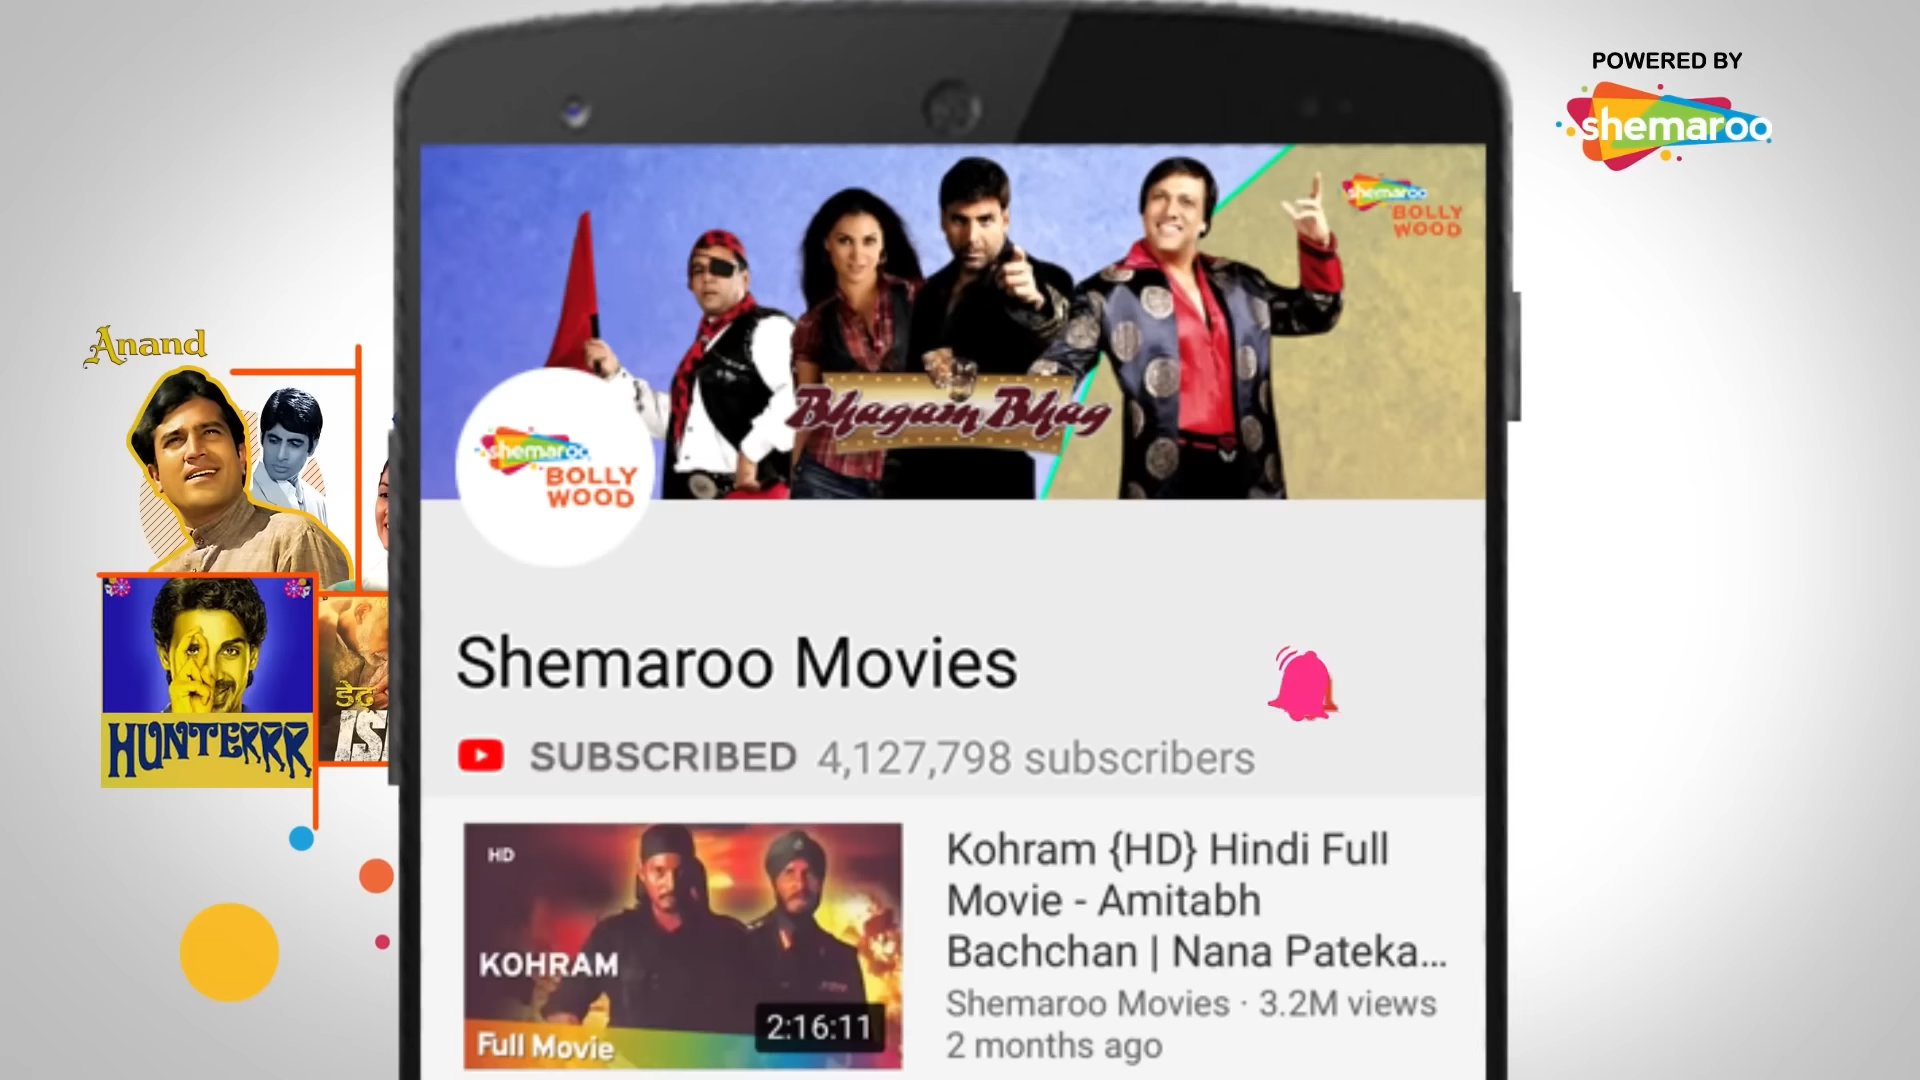 POWERED BY
shemaroo
shemaroo
BOLLY
WOOD
Bhagam Bhag
Anand
shemaroo
BOLLY
WOOD
Shemaroo Movies
HUNTERRR
डेढ़
SUBSCRIBED 4,127,798 subscribers
HD
KOHRAM
Full Movie
2:16:11
Kohram {HD} Hindi Full
Movie - Amitabh
Bachchan | Nana Pateka...
Shemaroo Movies · 3.2M views
2 months ago